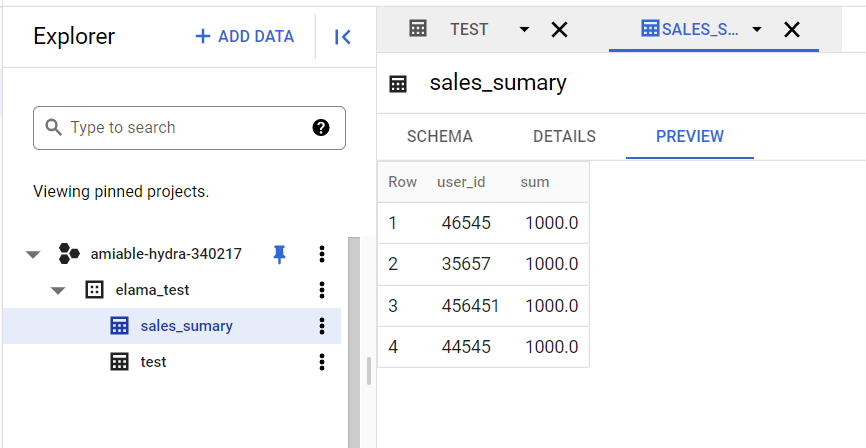 Explorer
+ ADD DATA
Type to search
Viewing pinned projects.
amiable-hydra-340217
elama_test
sales_sumary
test
TEST
SALES_S...
sales_sumary
SCHEMA DETAILS PREVIEW
Row user_id sum
1 46545 1000.0
2 35657 1000.0
3 456451 1000.0
4 44545 1000.0